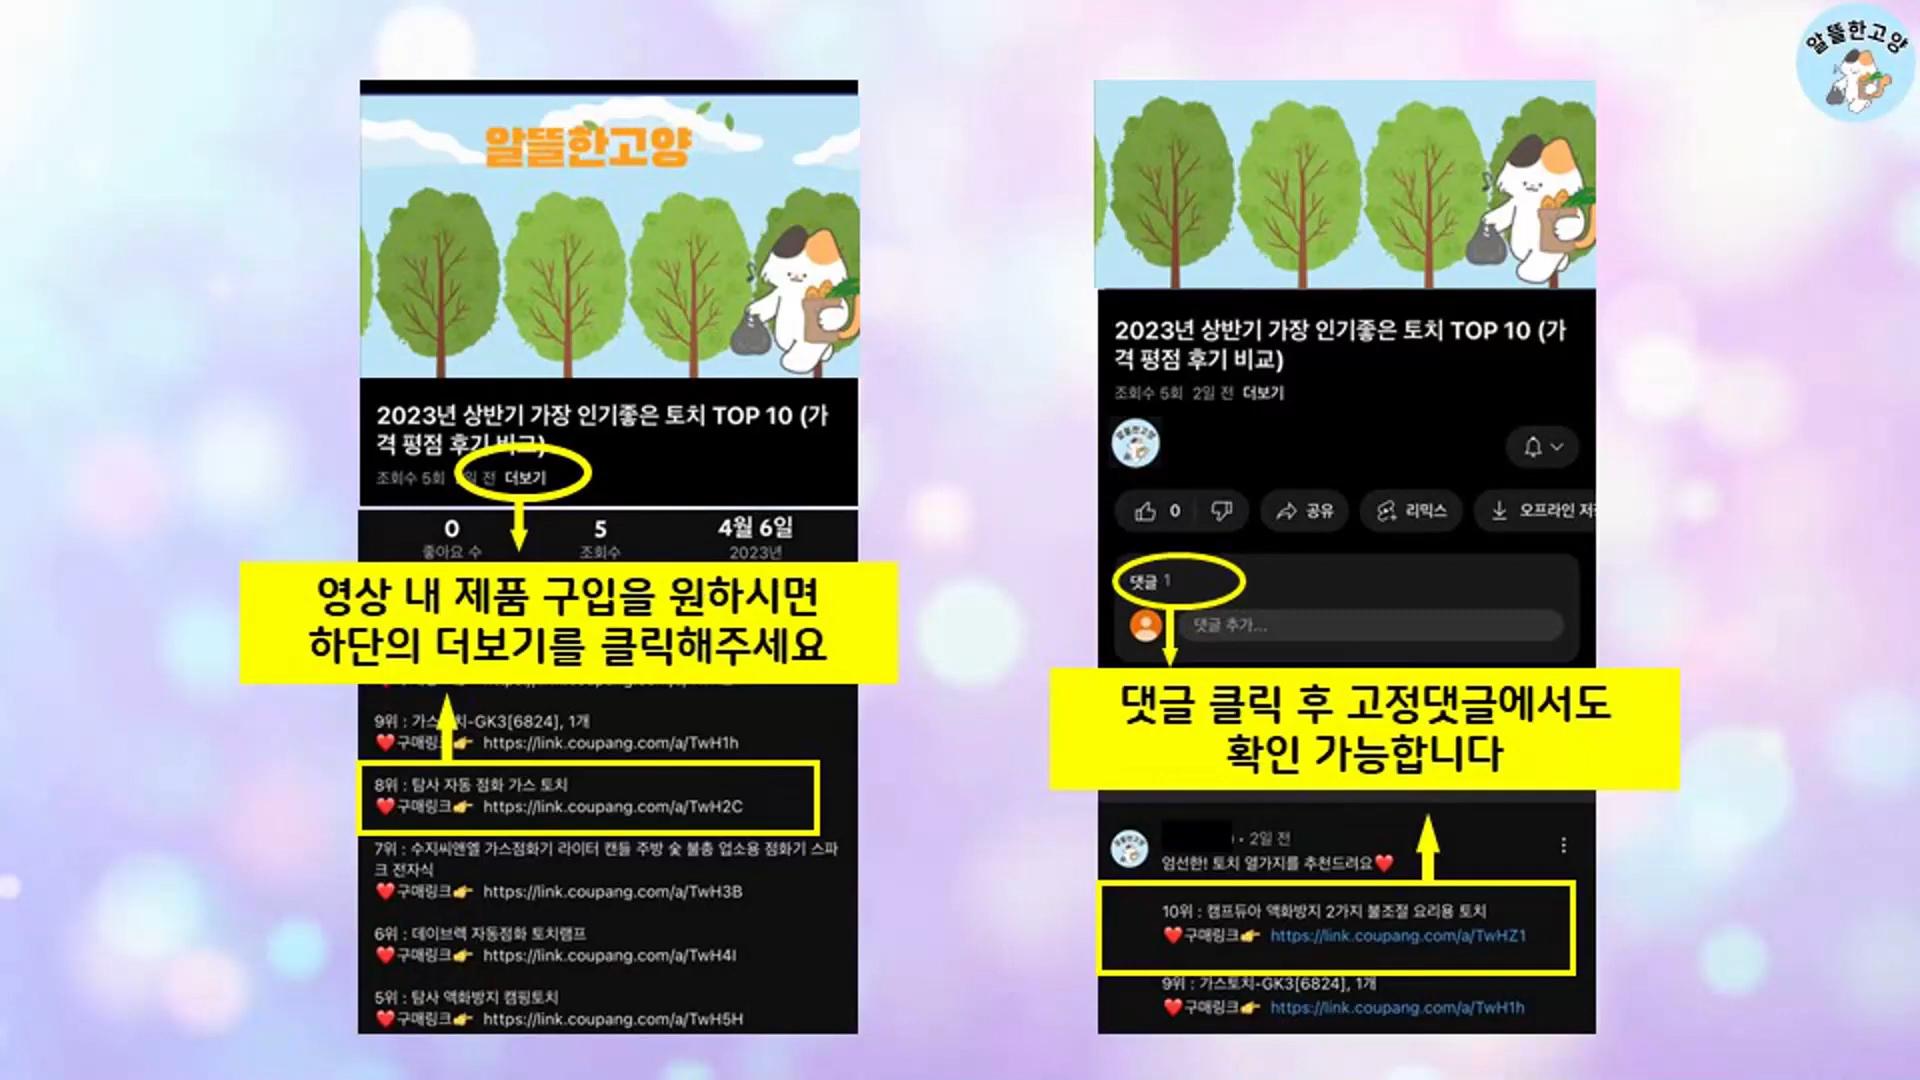 알뜰한고양
알뜰한고양
2023년 상반기 가장 인기좋은 토치 TOP 10 (가
격 평점 후기 비교)
조회수 5회 일 전 더보기
0 5 4월 6일
좋아요 수 조회수 2023년
영상 내 제품 구입을 원하시면
하단의 더보기를 클릭해주세요
9위 : 가스토치-GK3[6824], 1개
❤️구매링크👉 https://link.coupang.com/a/TwH1h
8위 : 탐사 자동 점화 가스 토치
❤️구매링크👉 https://link.coupang.com/a/TwH2C
7위 : 수지씨앤엘 가스점화기 라이터 캔들 주방 숯 불총 업소용 점화기 스파
크 전자식
❤️구매링크👉 https://link.coupang.com/a/TwH3B
6위 : 데이브렉 자동점화 토치램프
❤️구매링크👉 https://link.coupang.com/a/TwH4I
5위 : 탐사 액화방지 캠핑토치
❤️구매링크👉 https://link.coupang.com/a/TwH5H
2023년 상반기 가장 인기좋은 토치 TOP 10 (가
격 평점 후기 비교)
조회수 5회 2일 전 더보기
알뜰한고양
0 공유 리믹스 오프라인 저
댓글 1
댓글 추가...
댓글 클릭 후 고정댓글에서도
확인 가능합니다
알뜰한고양
• 2일 전
엄선한! 토치 열가지를 추천드려요❤️
10위 : 캠프듀아 액화방지 2가지 불조절 요리용 토치
❤️구매링크👉 https://link.coupang.com/a/TwHZ1
9위 : 가스토치-GK3[6824], 1개
❤️구매링크👉 https://link.coupang.com/a/TwH1h